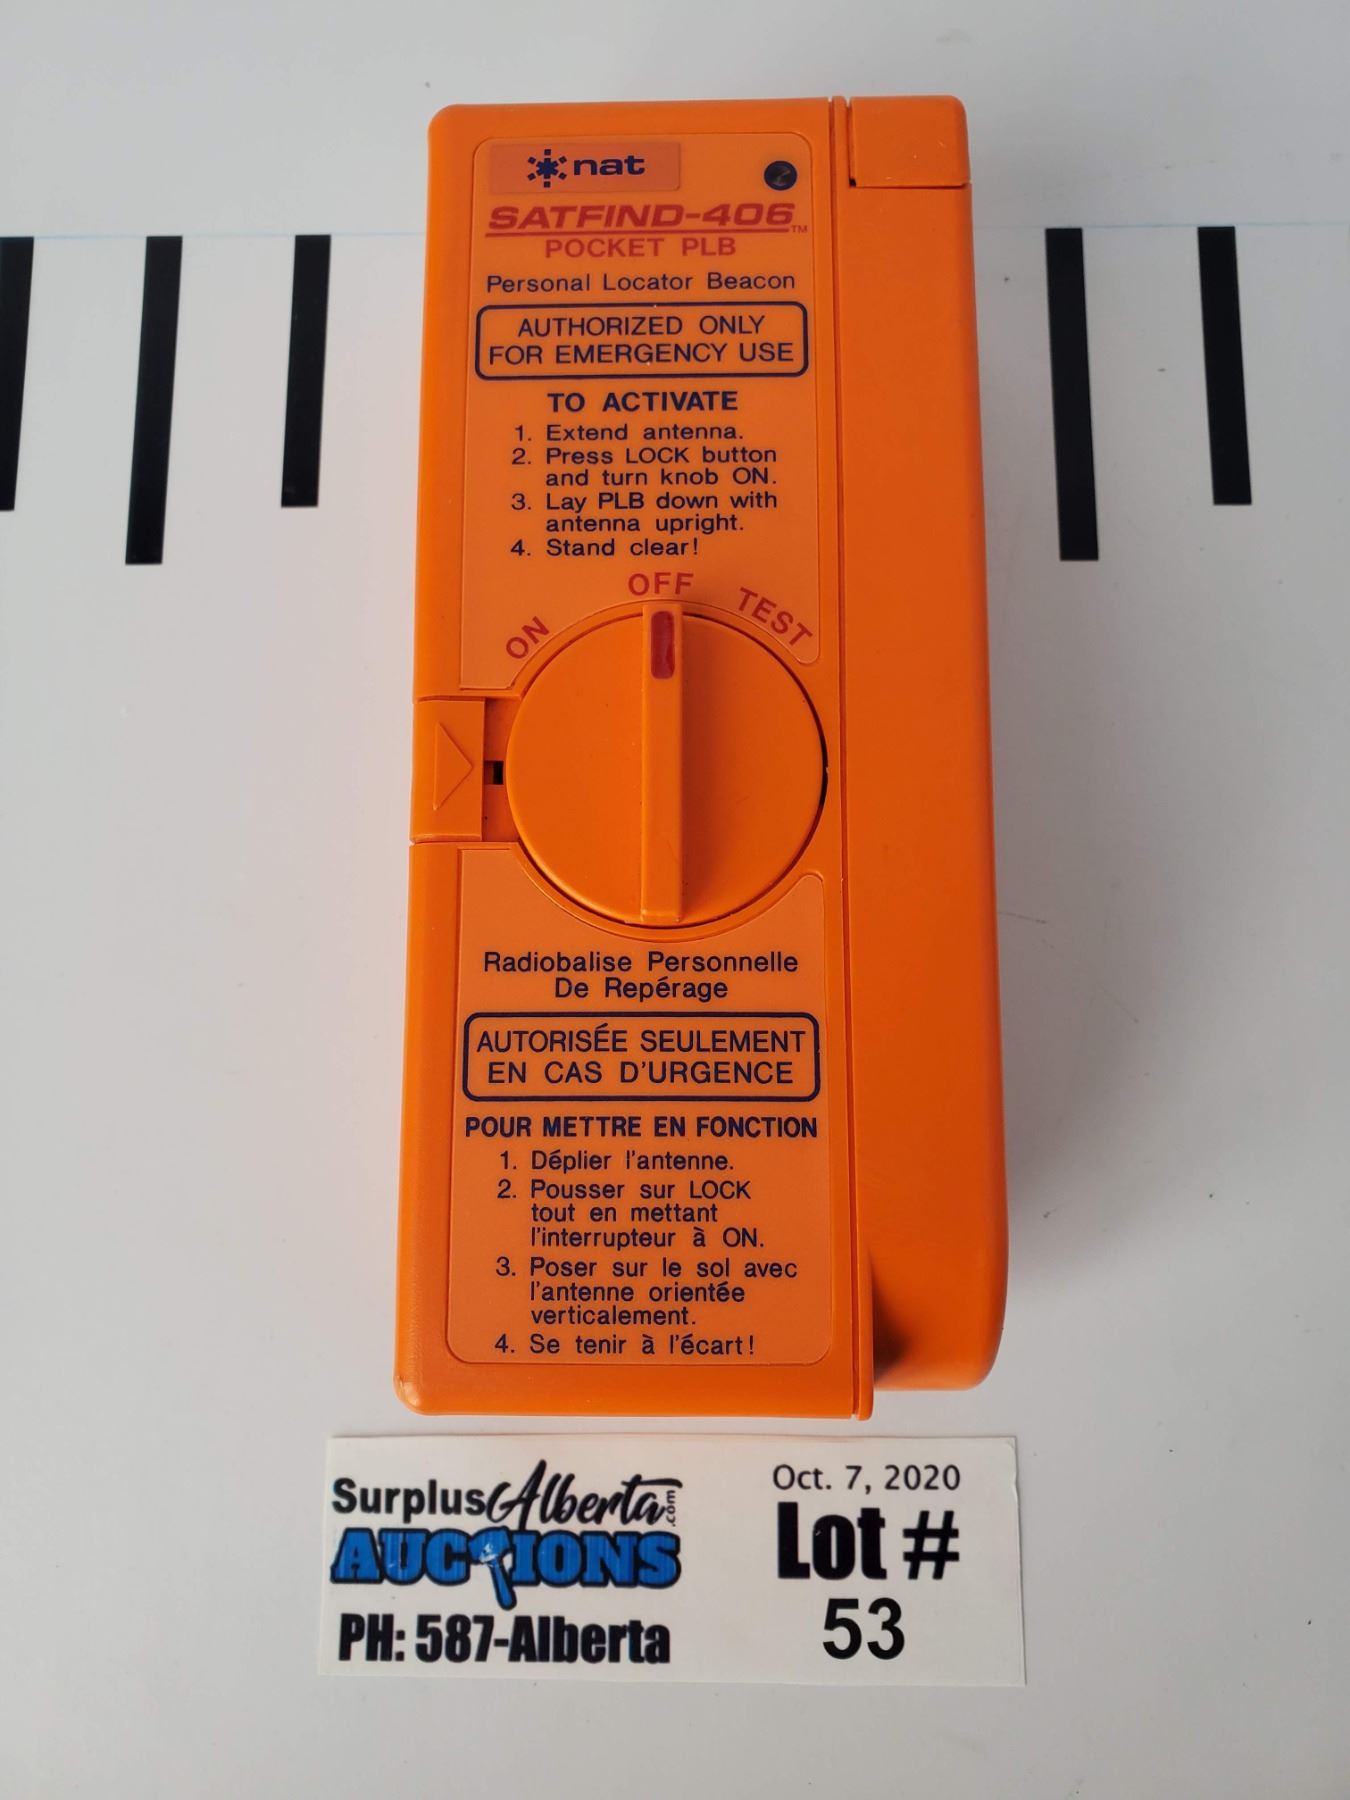 nat
SATFIND-406™
POCKET PLB
Personal Locator Beacon
AUTHORIZED ONLY
FOR EMERGENCY USE
TO ACTIVATE
1. Extend antenna.
2. Press LOCK button
and turn knob ON.
3. Lay PLB down with
antenna upright.
4. Stand clear!
ON
OFF
TEST
Radiobalise Personnelle
De Repérage
AUTORISÉE SEULEMENT
EN CAS D'URGENCE
POUR METTRE EN FONCTION
1. Déplier l'antenne.
2. Pousser sur LOCK
tout en mettant
l'interrupteur à ON.
3. Poser sur le sol avec
l'antenne orientée
verticalement.
4. Se tenir à l'écart!
SurplusAlberta.com
AUCTIONS
PH: 587-Alberta
Oct. 7, 2020
Lot #
53